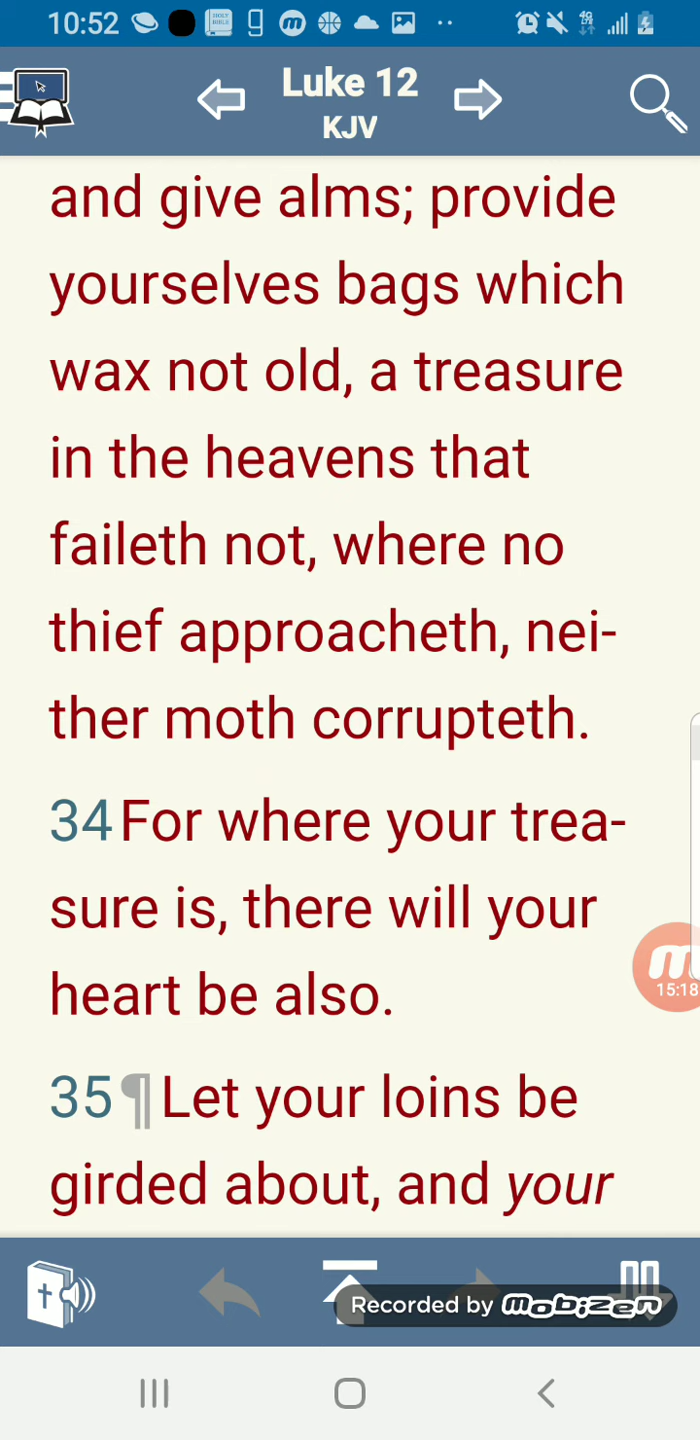 10:52
Luke 12
KJV
and give alms; provide
yourselves bags which
wax not old, a treasure
in the heavens that
faileth not, where no
thief approacheth, nei-
ther moth corrupteth.
34 For where your trea-
sure is, there will your
heart be also.
15:18
35 ¶ Let your loins be
girded about, and your
Recorded by mobizen